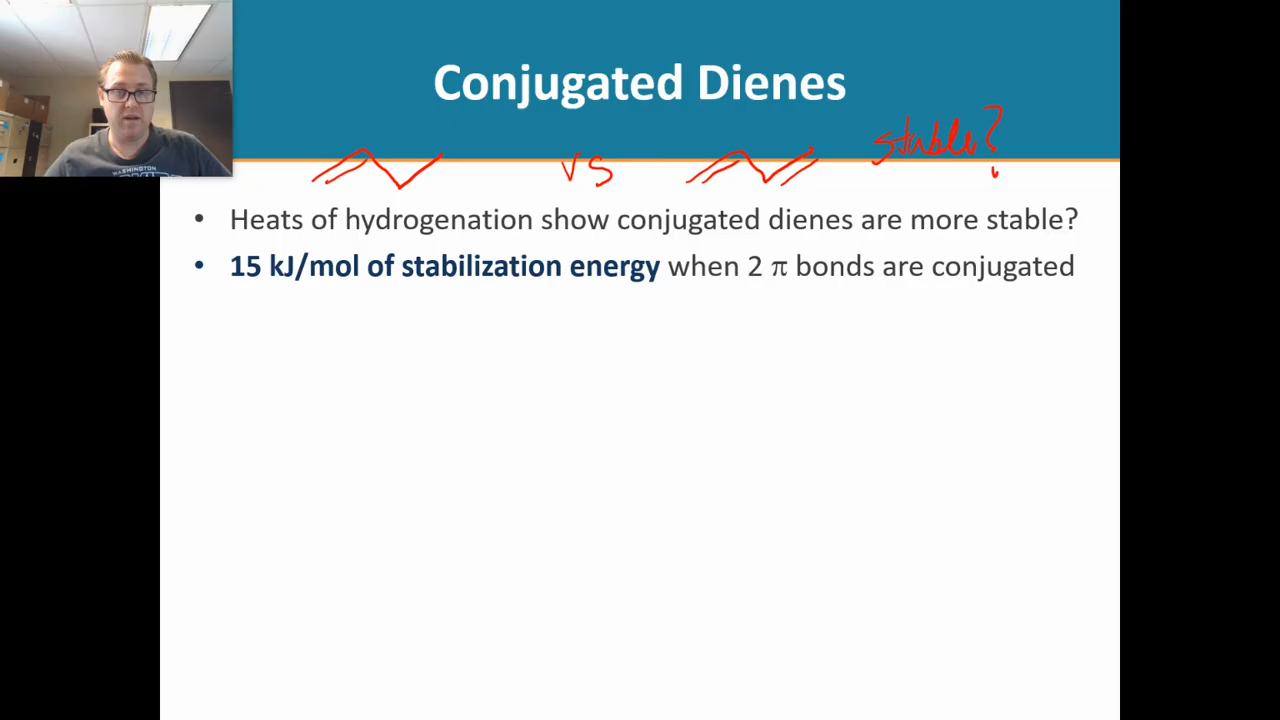 Conjugated Dienes
stable?
vs
• Heats of hydrogenation show conjugated dienes are more stable?
• 15 kJ/mol of stabilization energy when 2 π bonds are conjugated
WASHINGTON